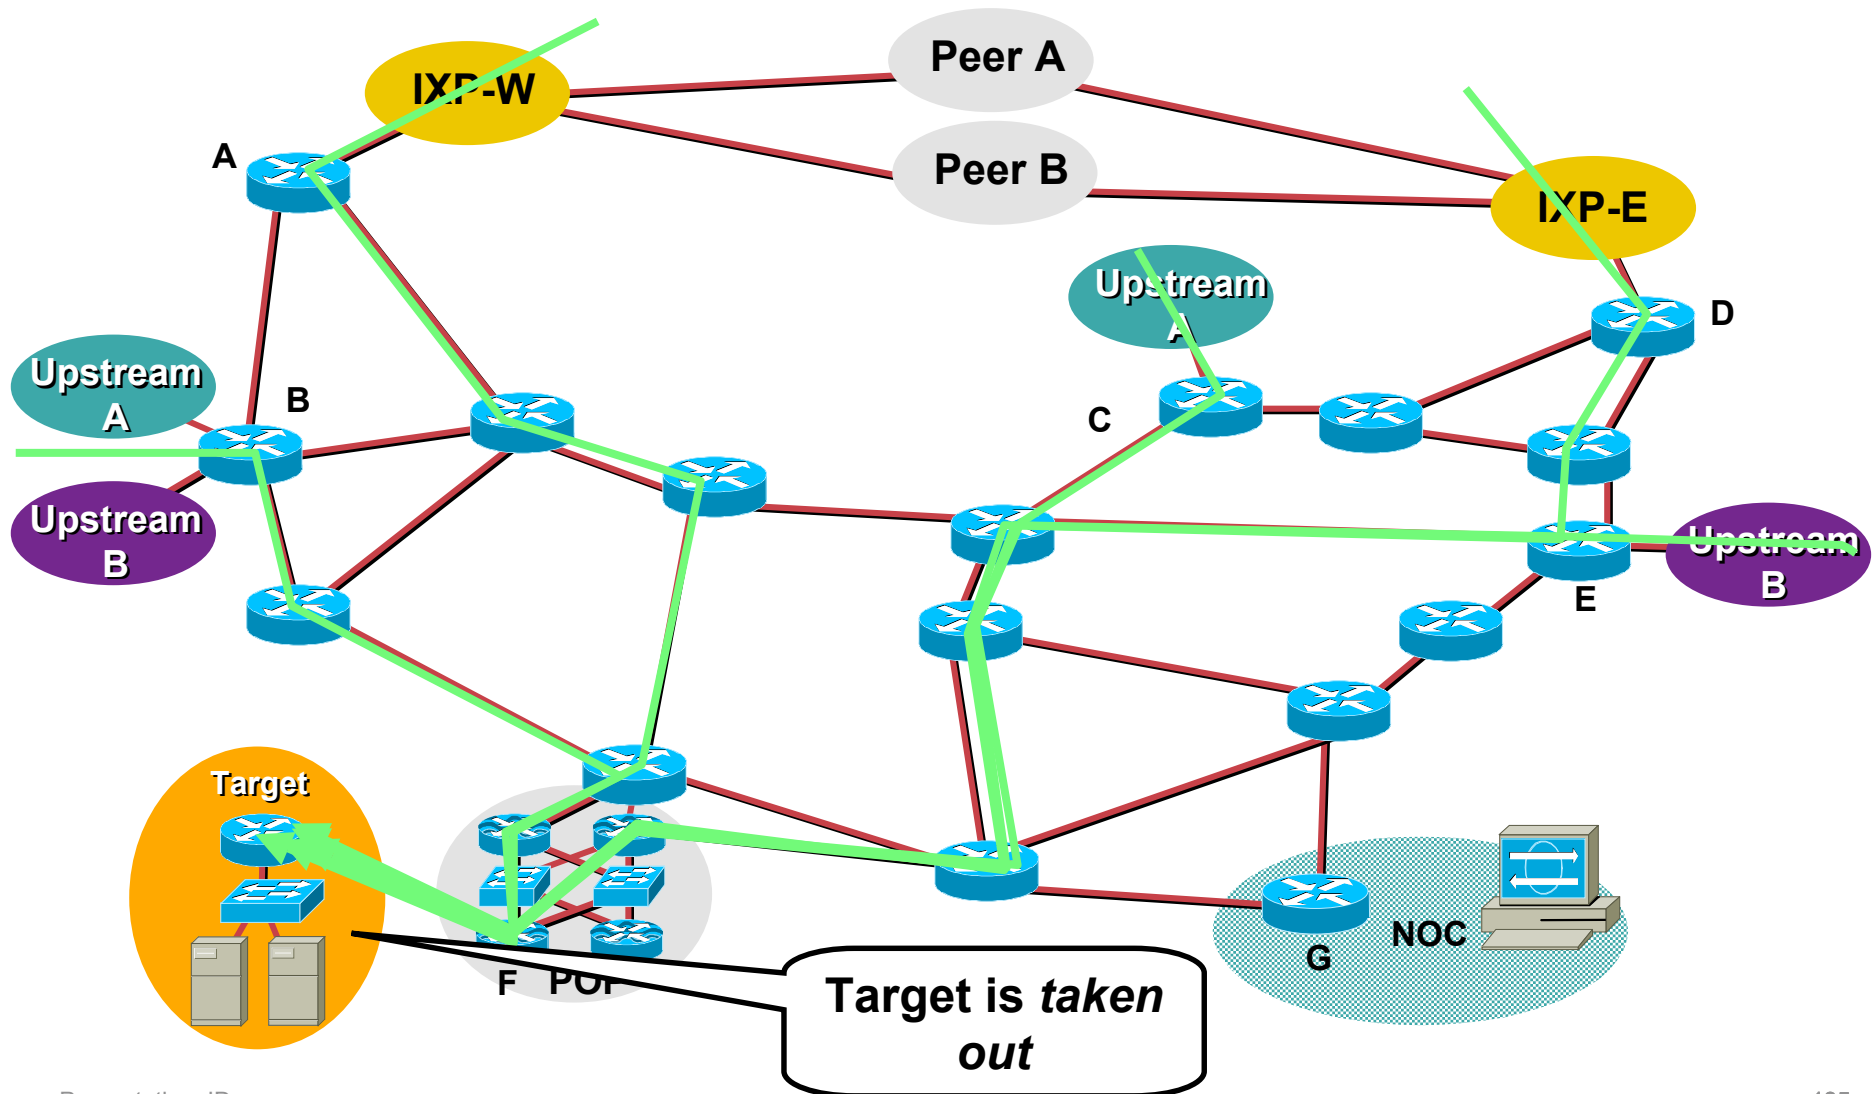 Peer A
IXP-W
Peer B
A
IXP-E
Upstream
A
D
Upstream
A
B
C
Upstream
B
Upstream
B
E
Target
NOC
G
F
Target is taken
out